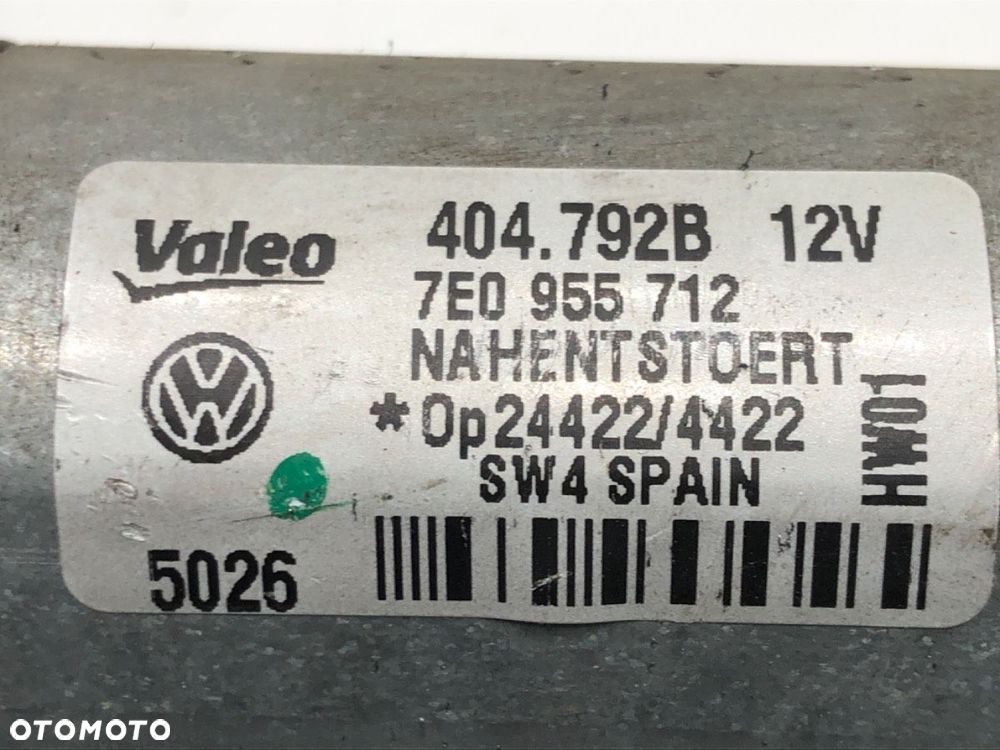 Valeo 404.792B 12V
7E0 955 712
NAHENTSTOERT
*Op24422/4422
SW4 SPAIN
HW01
5026
OTOMOTO